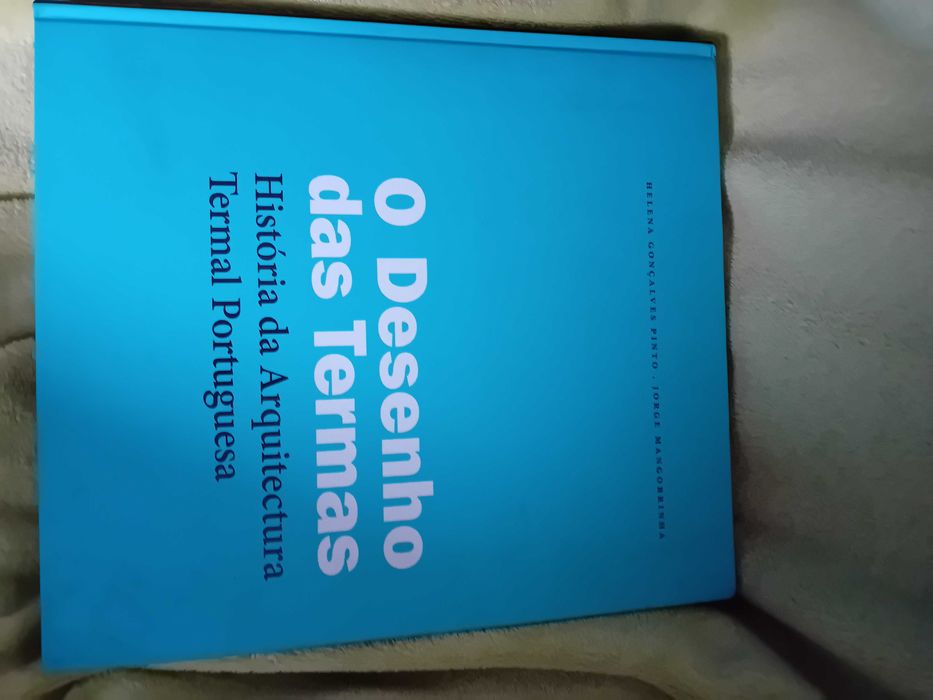 HELENA GONÇALVES PINTO . JORGE MANGORRINHA
O Desenho
das Termas
História da Arquitectura
Termal Portuguesa